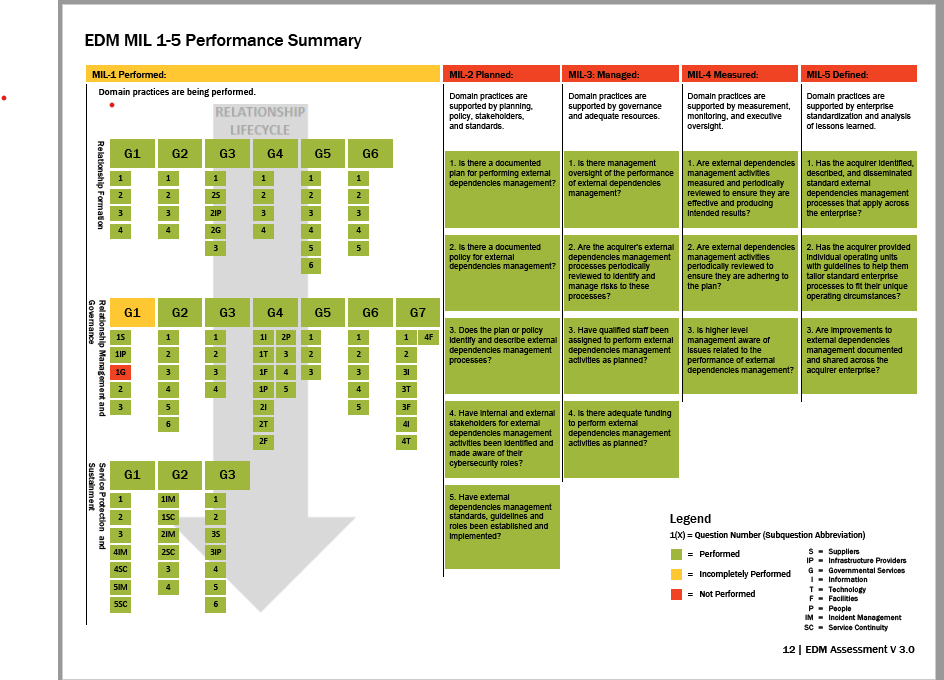 EDM MIL 1-5 Performance Summary
MIL-1 Performed:
Domain practices are being performed.
RELATIONSHIP
LIFECYCLE
Relationship Formation
G1 G2 G3 G4 G5 G6
1 1 1 1 1 1
2 2 2S 2 2 2
3 3 2IP 3 3 3
4 4 2G 4 4 4
3 5 5
6
Relationship Management and
Governance
G1 G2 G3 G4 G5 G6 G7
1S 1 1 1I 2P 1 1 1 4F
1IP 2 2 1T 3 2 2 2
1G 3 3 1F 4 3 3 3I
2 4 4 1P 5 4 3T
3 5 2I 5 3F
6 2T 4I
2F 4T
Service Protection and
Sustainment
G1 G2 G3
1 1IM 1
2 1SC 2
3 2IM 3S
4IM 2SC 3IP
4SC 3 4
5IM 4 5
5SC 6
MIL-2 Planned:
Domain practices are
supported by planning,
policy, stakeholders,
and standards.
1. Is there a documented
plan for performing external
dependencies management?
2. Is there a documented
policy for external
dependencies management?
3. Does the plan or policy
identify and describe external
dependencies management
processes?
4. Have internal and external
stakeholders for external
dependencies management
activities been identified and
made aware of their
cybersecurity roles?
5. Have external
dependencies management
standards, guidelines and
roles been established and
implemented?
MIL-3: Managed:
Domain practices are
supported by governance
and adequate resources.
1. Is there management
oversight of the performance
of external dependencies
management?
2. Are the acquirer's external
dependencies management
processes periodically
reviewed to identify and
manage risks to these
processes?
3. Have qualified staff been
assigned to perform external
dependencies management
activities as planned?
4. Is there adequate funding
to perform external
dependencies management
activities as planned?
MIL-4 Measured:
Domain practices are
supported by measurement,
monitoring, and executive
oversight.
1. Are external dependencies
management activities
measured and periodically
reviewed to ensure they are
effective and producing
intended results?
2. Are external dependencies
management activities
periodically reviewed to
ensure they are adhering to
the plan?
3. Is higher level
management aware of
issues related to the
performance of external
dependencies management?
MIL-5 Defined:
Domain practices are
supported by enterprise
standardization and analysis
of lessons learned.
1. Has the acquirer identified,
described, and disseminated
standard external
dependencies management
processes that apply across
the enterprise?
2. Has the acquirer provided
individual operating units
with guidelines to help them
tailor standard enterprise
processes to fit their unique
operating circumstances?
3. Are improvements to
external dependencies
management documented
and shared across the
acquirer enterprise?
Legend
1(X) = Question Number (Subquestion Abbreviation)
= Performed
= Incompletely Performed
= Not Performed
S = Suppliers
IP = Infrastructure Providers
G = Governmental Services
I = Information
T = Technology
F = Facilities
P = People
IM = Incident Management
SC = Service Continuity
12 | EDM Assessment V 3.0